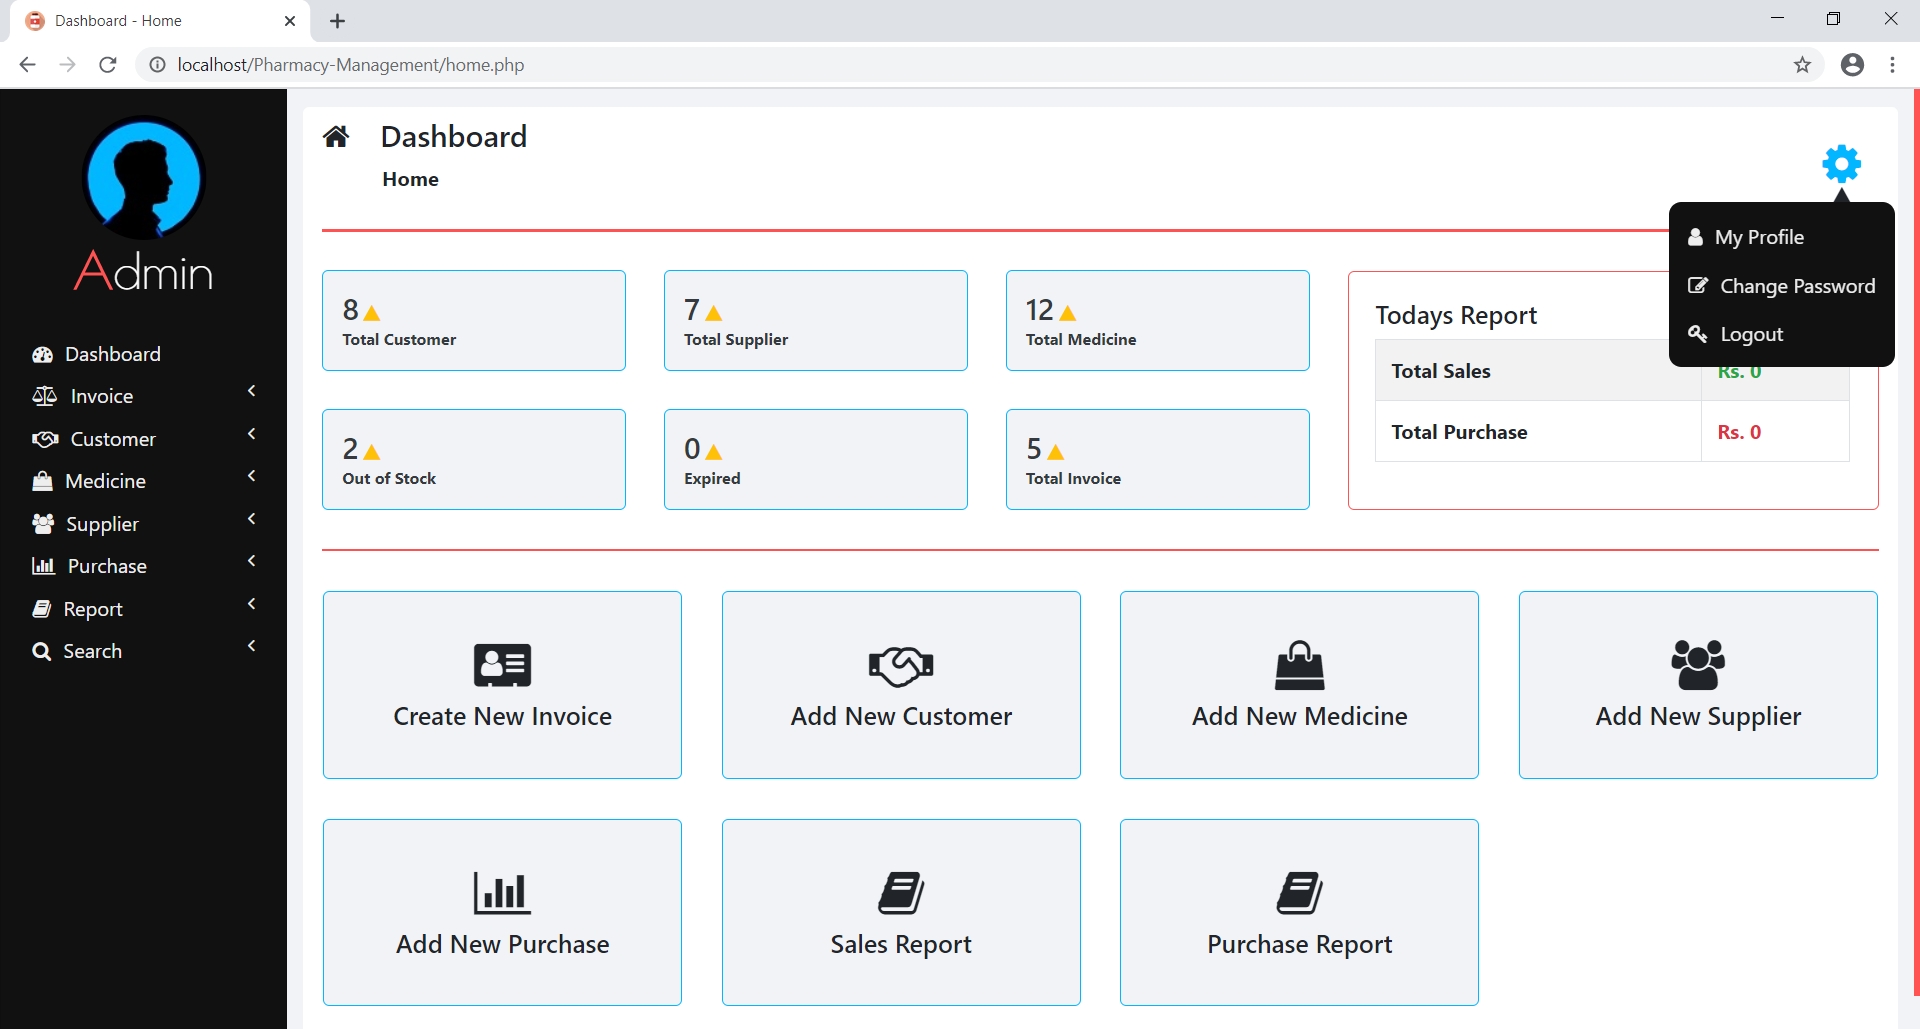 Dashboard - Home
localhost/Pharmacy-Management/home.php
Admin
Dashboard
Invoice
Customer
Medicine
Supplier
Purchase
Report
Search
Dashboard
Home
My Profile
Change Password
Logout
8
Total Customer
7
Total Supplier
12
Total Medicine
2
Out of Stock
0
Expired
5
Total Invoice
Todays Report
Total Sales Rs. 0
Total Purchase Rs. 0
Create New Invoice
Add New Customer
Add New Medicine
Add New Supplier
Add New Purchase
Sales Report
Purchase Report